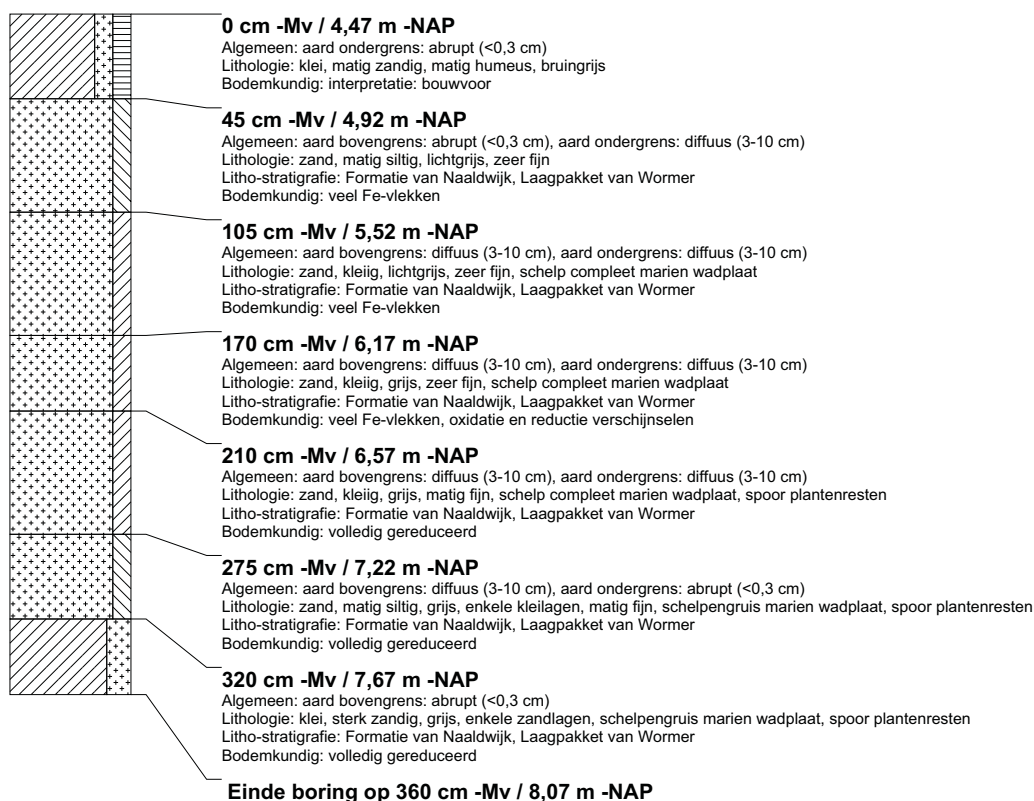 0 cm -Mv / 4,47 m -NAP
Algemeen: aard ondergrens: abrupt (<0,3 cm)
Lithologie: klei, matig zandig, matig humeus, bruingrijs
Bodemkundig: interpretatie: bouwvoor
45 cm -Mv / 4,92 m -NAP
Algemeen: aard bovengrens: abrupt (<0,3 cm), aard ondergrens: diffuus (3-10 cm)
Lithologie: zand, matig siltig, lichtgrijs, zeer fijn
Litho-stratigrafie: Formatie van Naaldwijk, Laagpakket van Wormer
Bodemkundig: veel Fe-vlekken
105 cm -Mv / 5,52 m -NAP
Algemeen: aard bovengrens: diffuus (3-10 cm), aard ondergrens: diffuus (3-10 cm)
Lithologie: zand, kleiig, lichtgrijs, zeer fijn, schelp compleet marien wadplaat
Litho-stratigrafie: Formatie van Naaldwijk, Laagpakket van Wormer
Bodemkundig: veel Fe-vlekken
170 cm -Mv / 6,17 m -NAP
Algemeen: aard bovengrens: diffuus (3-10 cm), aard ondergrens: diffuus (3-10 cm)
Lithologie: zand, kleiig, grijs, zeer fijn, schelp compleet marien wadplaat
Litho-stratigrafie: Formatie van Naaldwijk, Laagpakket van Wormer
Bodemkundig: veel Fe-vlekken, oxidatie en reductie verschijnselen
210 cm -Mv / 6,57 m -NAP
Algemeen: aard bovengrens: diffuus (3-10 cm), aard ondergrens: diffuus (3-10 cm)
Lithologie: zand, kleiig, grijs, matig fijn, schelp compleet marien wadplaat, spoor plantenresten
Litho-stratigrafie: Formatie van Naaldwijk, Laagpakket van Wormer
Bodemkundig: volledig gereduceerd
275 cm -Mv / 7,22 m -NAP
Algemeen: aard bovengrens: diffuus (3-10 cm), aard ondergrens: abrupt (<0,3 cm)
Lithologie: zand, matig siltig, grijs, enkele kleilagen, matig fijn, schelpengruis marien wadplaat, spoor plantenresten
Litho-stratigrafie: Formatie van Naaldwijk, Laagpakket van Wormer
Bodemkundig: volledig gereduceerd
320 cm -Mv / 7,67 m -NAP
Algemeen: aard bovengrens: abrupt (<0,3 cm)
Lithologie: klei, sterk zandig, grijs, enkele zandlagen, schelpengruis marien wadplaat, spoor plantenresten
Litho-stratigrafie: Formatie van Naaldwijk, Laagpakket van Wormer
Bodemkundig: volledig gereduceerd
Einde boring op 360 cm -Mv / 8,07 m -NAP